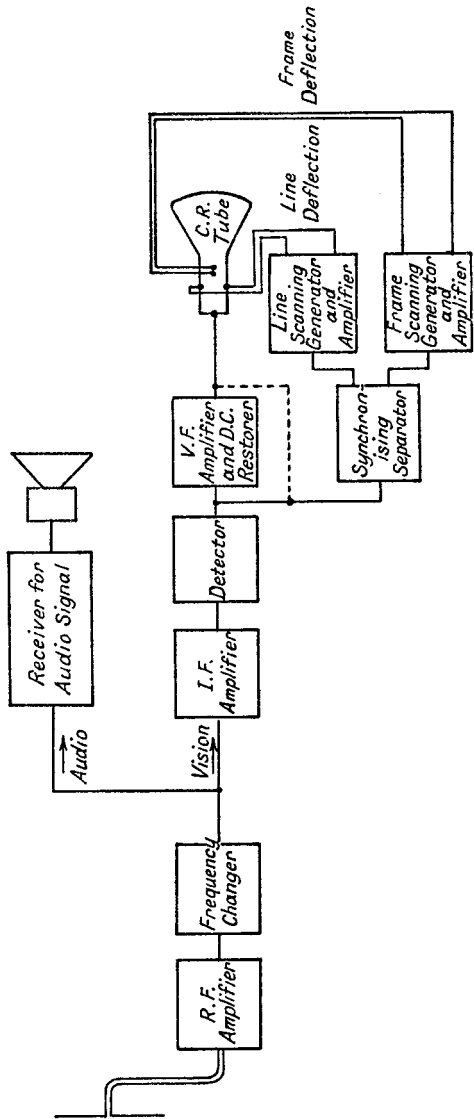 R.F.
Amplifier
Frequency
Changer
Audio
Receiver for
Audio Signal
Vision
I.F.
Amplifier
Detector
V.F.
Amplifier
and D.C.
Restorer
C.R.
Tube
Synchron-
ising
Separator
Line
Scanning
Generator
and
Amplifier
Line
Deflection
Frame
Scanning
Generator
and
Amplifier
Frame
Deflection